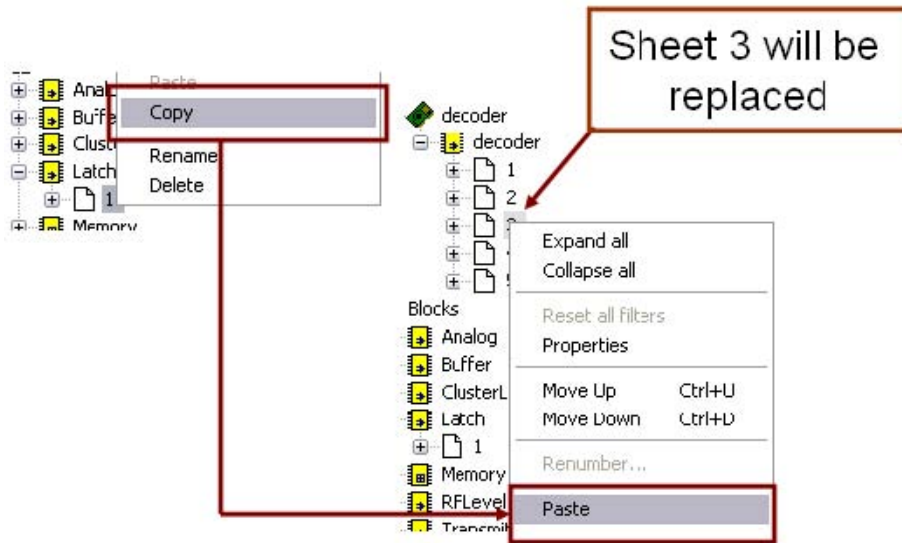 Sheet 3 will be
replaced
Paste
Copy
Rename
Delete
Buffe
Latch
1
Memory
decoder
decoder
1
2
3
Blocks
Analog
Buffer
ClusterL
Latch
1
Memory
RFLevel
Expand all
Collapse all
Reset all filters
Properties
Move Up Ctrl+U
Move Down Ctrl+D
Renumber...
Paste